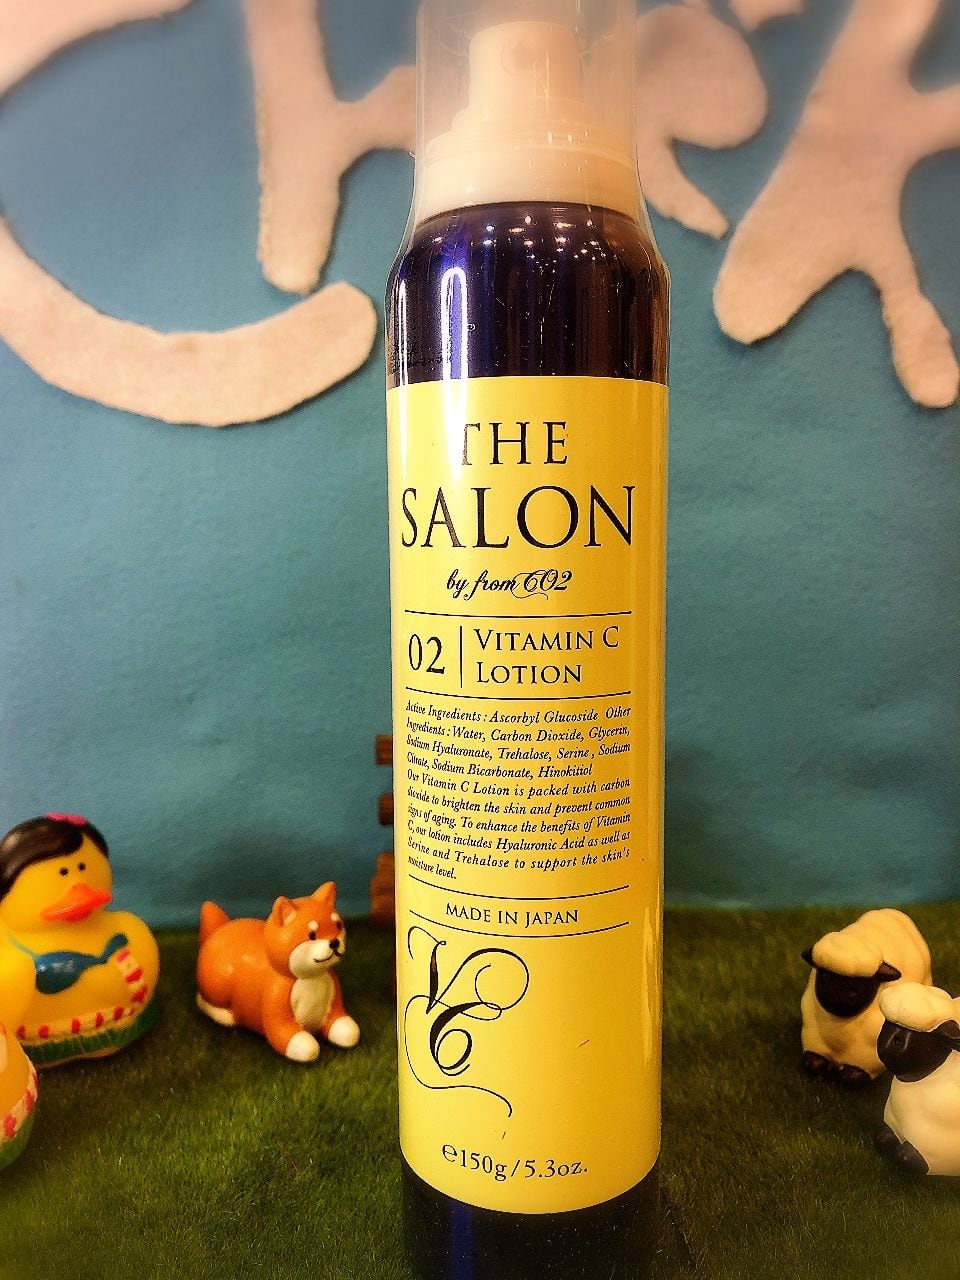 THE
SALON
by from CO2
02
VITAMIN C
LOTION
Active Ingredients : Ascorbyl Glucoside Other
Ingredients : Water, Carbon Dioxide, Glycerin,
Sodium Hyaluronate, Trehalose, Serine , Sodium
Citrate, Sodium Bicarbonate, Hinokitiol
Our Vitamin C Lotion is packed with carbon
dioxide to brighten the skin and prevent common
signs of aging. To enhance the benefits of Vitamin
C, our lotion includes Hyaluronic Acid as well as
Serine and Trehalose to support the skin's
moisture level.
MADE IN JAPAN
VC
℮150g/5.3oz.